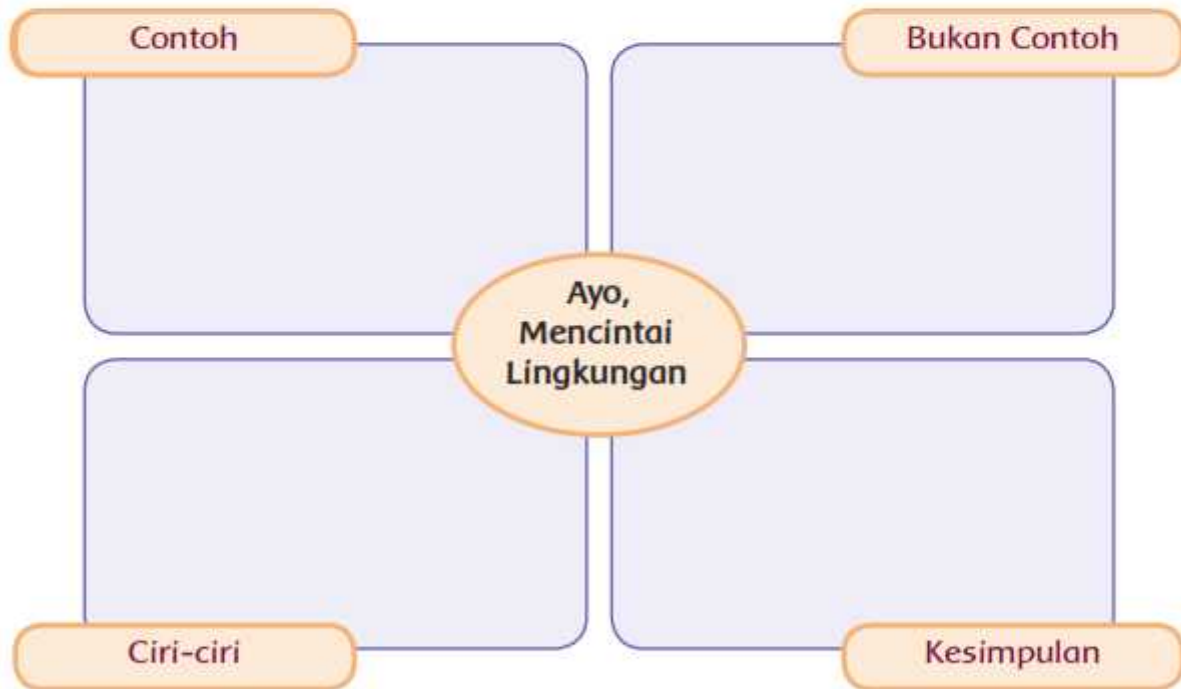 Contoh
Bukan Contoh
Ayo,
Mencintai
Lingkungan
Ciri-ciri
Kesimpulan